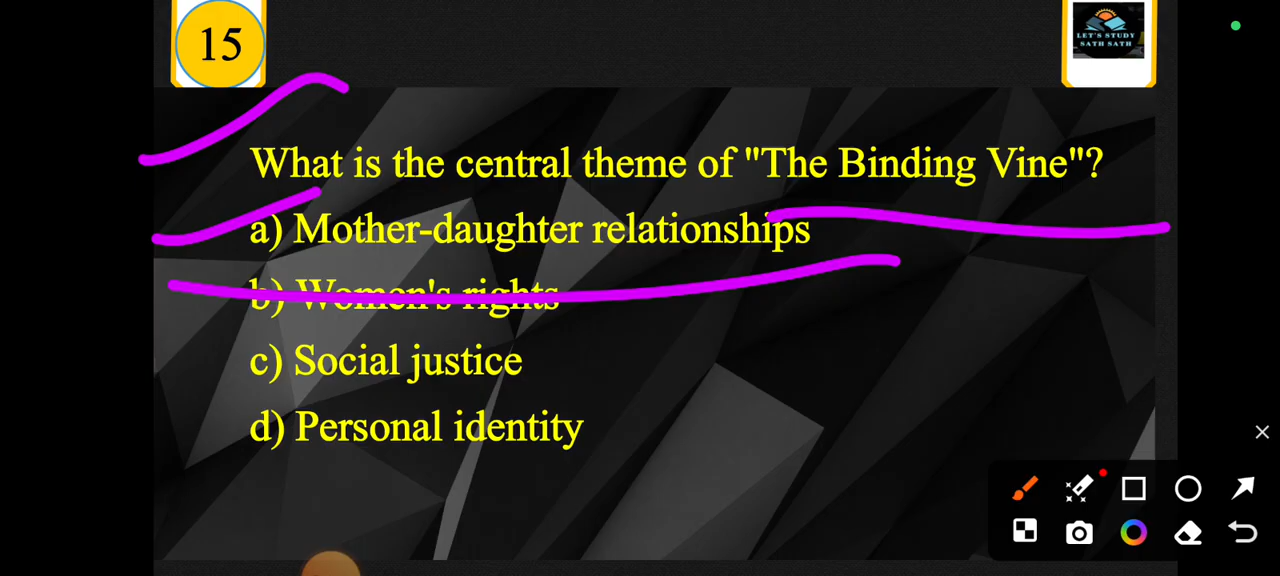 15
LET'S STUDY
SATH SATH
What is the central theme of "The Binding Vine"?
a) Mother-daughter relationships
b) Women's rights
c) Social justice
d) Personal identity